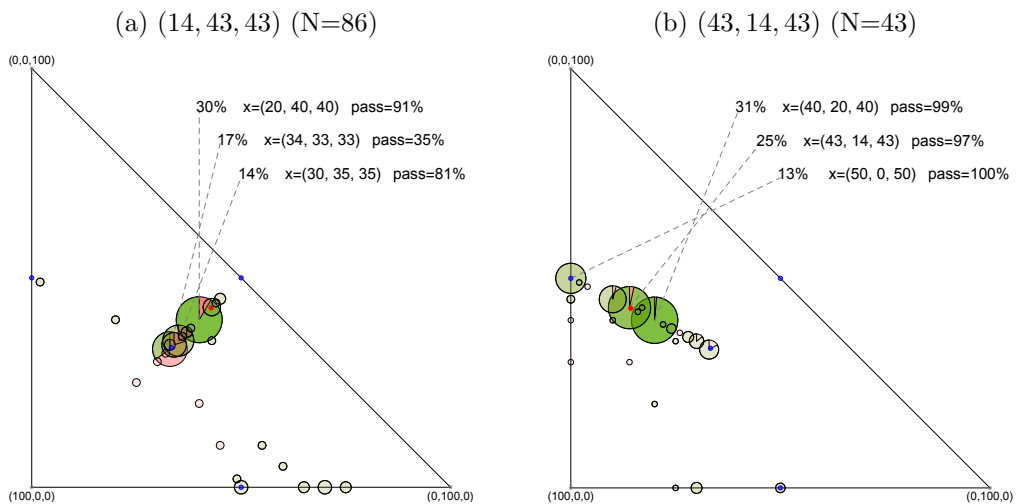 (a) (14, 43, 43) (N=86)
(0,0,100)
30% x=(20, 40, 40) pass=91%
17% x=(34, 33, 33) pass=35%
14% x=(30, 35, 35) pass=81%
(100,0,0)
(0,100,0)
(b) (43, 14, 43) (N=43)
(0,0,100)
31% x=(40, 20, 40) pass=99%
25% x=(43, 14, 43) pass=97%
13% x=(50, 0, 50) pass=100%
(100,0,0)
(0,100,0)